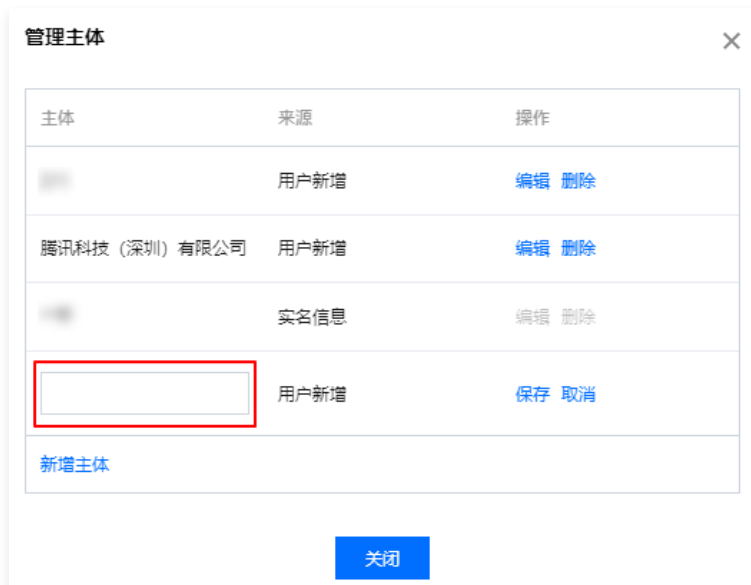 管理主体
主体 来源 操作
用户新增 编辑 删除
腾讯科技（深圳）有限公司 用户新增 编辑 删除
实名信息 编辑 删除
用户新增 保存 取消
新增主体
关闭